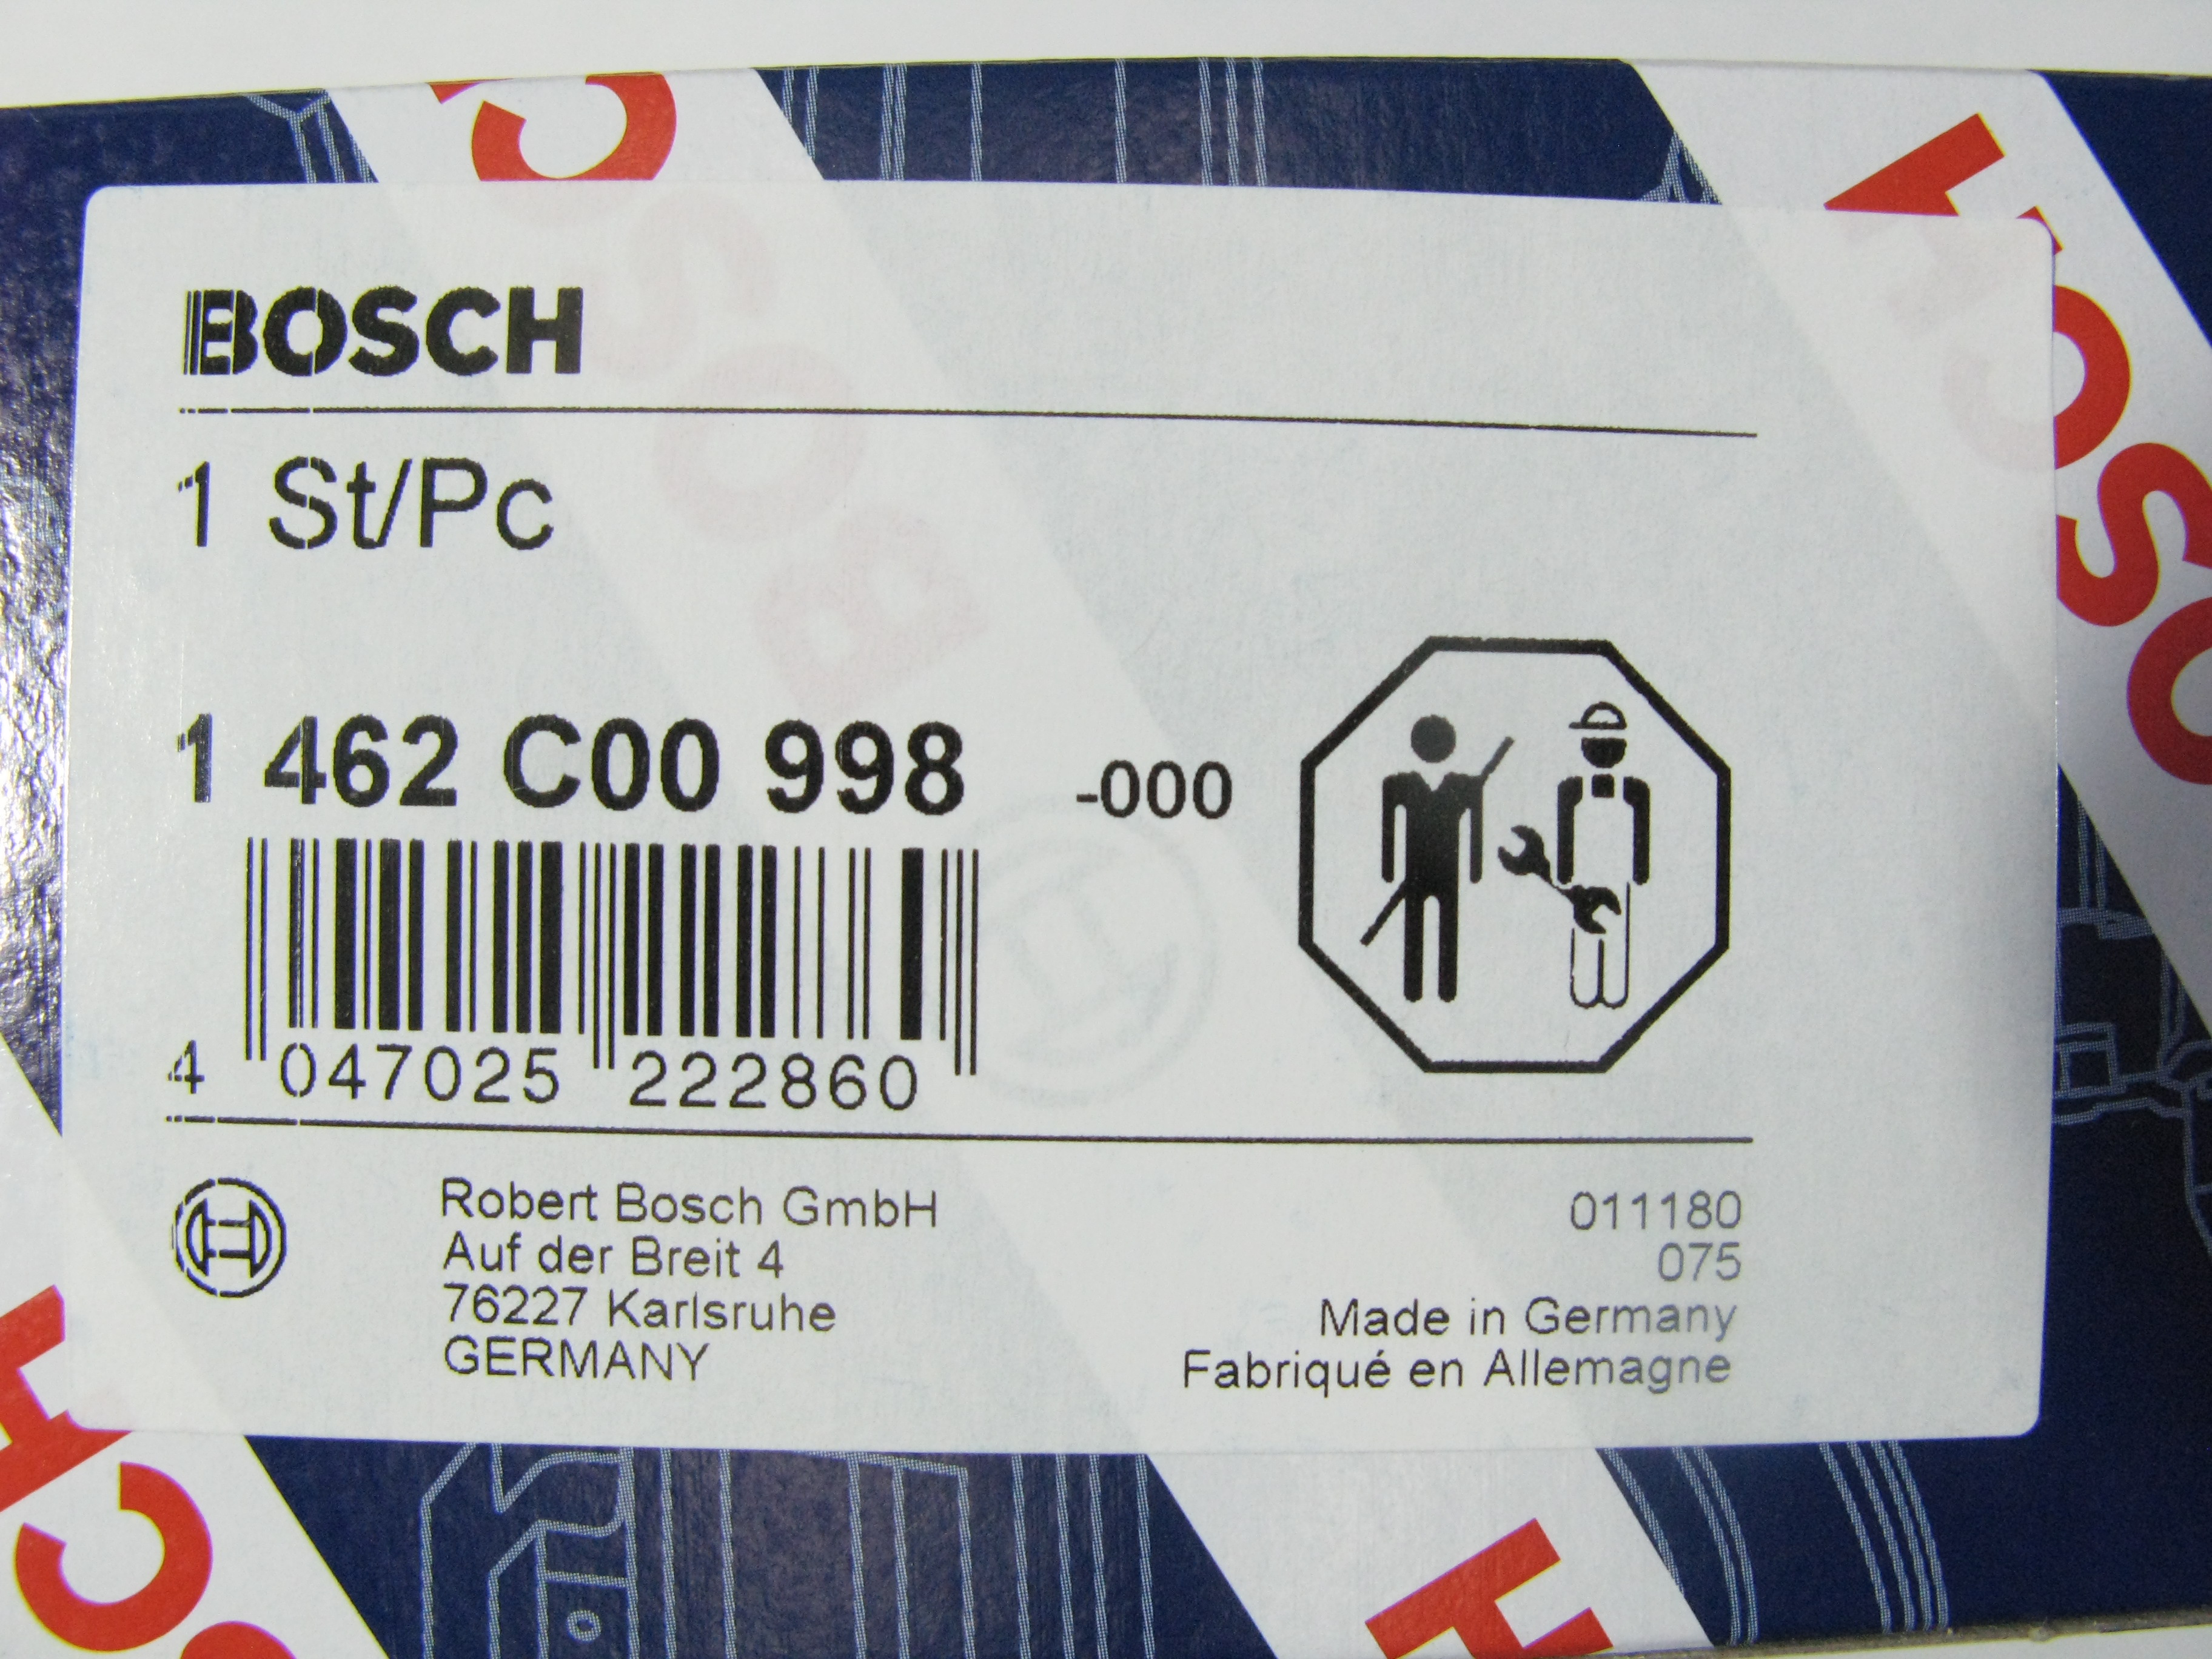 BOSCH
1 St/Pc
1 462 C00 998 -000
4 047025 222860
Robert Bosch GmbH
Auf der Breit 4
76227 Karlsruhe
GERMANY
011180
075
Made in Germany
Fabriqué en Allemagne